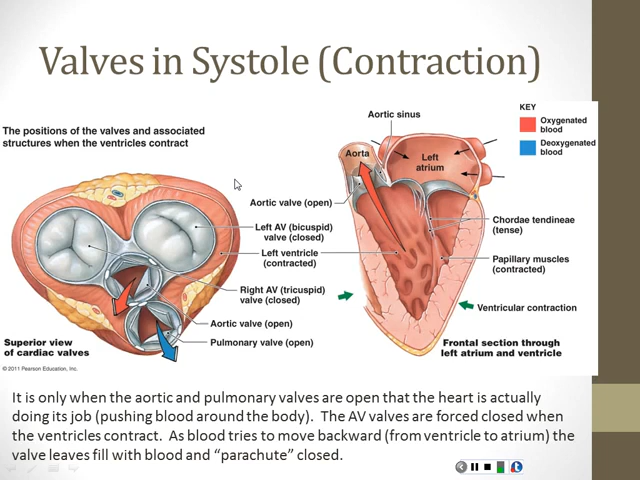 Valves in Systole (Contraction)
The positions of the valves and associated
structures when the ventricles contract
Aortic sinus
KEY
Oxygenated
blood
Deoxygenated
blood
Aorta
Left
atrium
Aortic valve (open)
Left AV (bicuspid)
valve (closed)
Left ventricle
(contracted)
Right AV (tricuspid)
valve (closed)
Aortic valve (open)
Pulmonary valve (open)
Chordae tendineae
(tense)
Papillary muscles
(contracted)
Ventricular contraction
Superior view
of cardiac valves
Frontal section through
left atrium and ventricle
© 2011 Pearson Education, Inc.
It is only when the aortic and pulmonary valves are open that the heart is actually
doing its job (pushing blood around the body). The AV valves are forced closed when
the ventricles contract. As blood tries to move backward (from ventricle to atrium) the
valve leaves fill with blood and “parachute” closed.